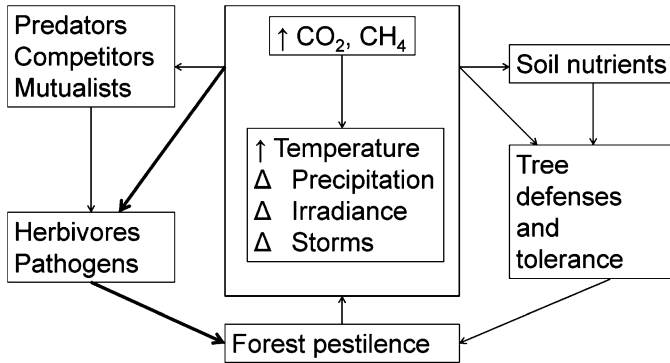 Predators
Competitors
Mutualists
↑ CO₂, CH₄
Soil nutrients
↑ Temperature
Δ Precipitation
Δ Irradiance
Δ Storms
Tree
defenses
and
tolerance
Herbivores
Pathogens
Forest pestilence